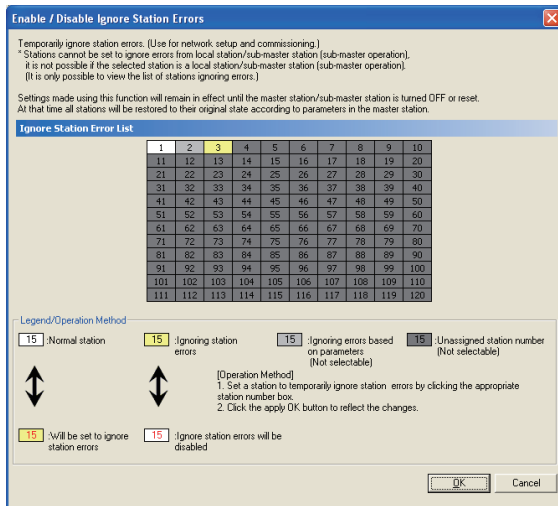 Enable / Disable Ignore Station Errors
Temporarily ignore station errors. (Use for network setup and commissioning.)
* Stations cannot be set to ignore errors from local station/sub-master station (sub-master operation),
it is not possible if the selected station is a local station/sub-master station (sub-master operation).
(It is only possible to view the list of stations ignoring errors.)
Settings made using this function will remain in effect until the master station/sub-master station is turned OFF or reset.
At that time all stations will be restored to their original state according to parameters in the master station.
Ignore Station Error List
1 2 3 4 5 6 7 8 9 10
11 12 13 14 15 16 17 18 19 20
21 22 23 24 25 26 27 28 29 30
31 32 33 34 35 36 37 38 39 40
41 42 43 44 45 46 47 48 49 50
51 52 53 54 55 56 57 58 59 60
61 62 63 64 65 66 67 68 69 70
71 72 73 74 75 76 77 78 79 80
81 82 83 84 85 86 87 88 89 90
91 92 93 94 95 96 97 98 99 100
101 102 103 104 105 106 107 108 109 110
111 112 113 114 115 116 117 118 119 120
Legend/Operation Method
15 :Normal station
15 :Ignoring station
errors
15 :Ignoring errors based
on parameters
(Not selectable)
15 :Unassigned station number
(Not selectable)
[Operation Method]
1. Set a station to temporarily ignore station errors by clicking the appropriate
station number box.
2. Click the apply OK button to reflect the changes.
15 :Will be set to ignore
station errors
15 :Ignore station errors will be
disabled
OK
Cancel